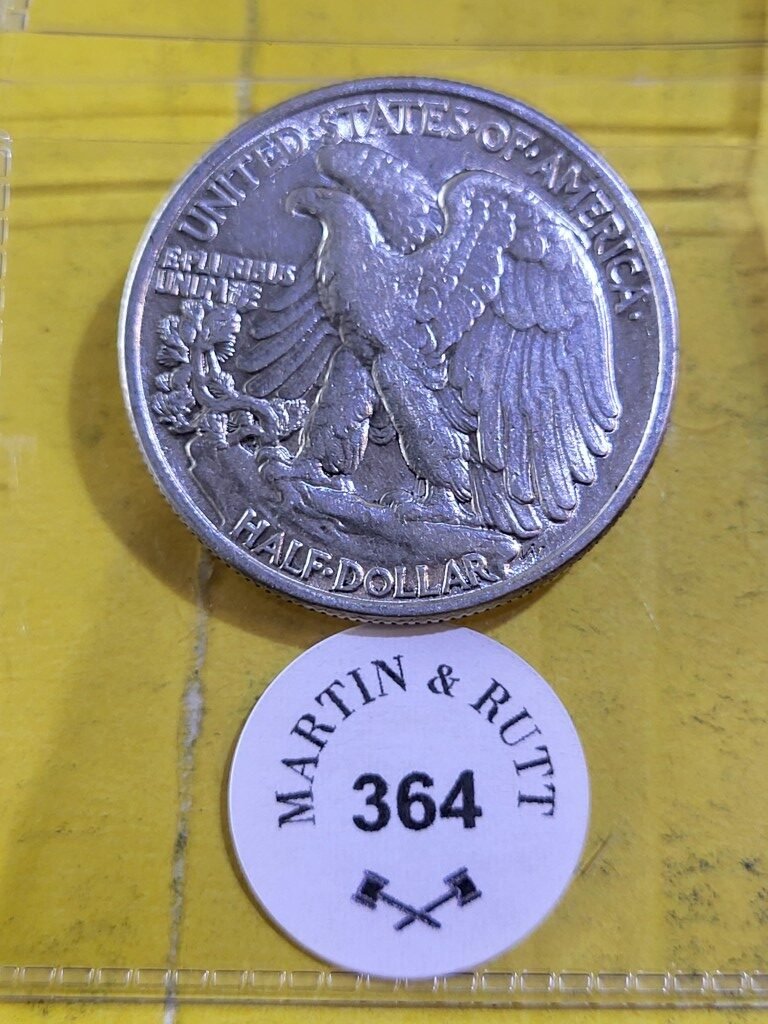 UNITED·STATES·OF·AMERICA·
E·PLURIBUS
UNUM
HALF·DOLLAR
MARTIN & RUTT
364